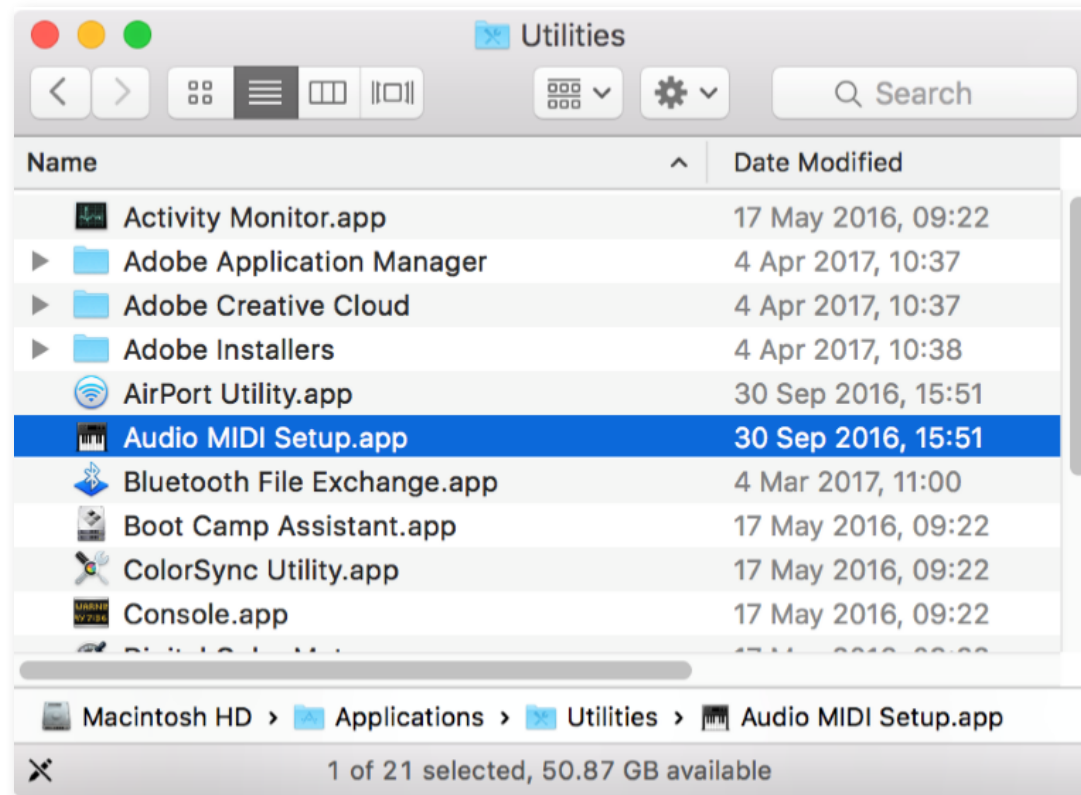 Utilities
Search
Name Date Modified
Activity Monitor.app 17 May 2016, 09:22
Adobe Application Manager 4 Apr 2017, 10:37
Adobe Creative Cloud 4 Apr 2017, 10:37
Adobe Installers 4 Apr 2017, 10:38
AirPort Utility.app 30 Sep 2016, 15:51
Audio MIDI Setup.app 30 Sep 2016, 15:51
Bluetooth File Exchange.app 4 Mar 2017, 11:00
Boot Camp Assistant.app 17 May 2016, 09:22
ColorSync Utility.app 17 May 2016, 09:22
Console.app 17 May 2016, 09:22
Macintosh HD › Applications › Utilities › Audio MIDI Setup.app
1 of 21 selected, 50.87 GB available